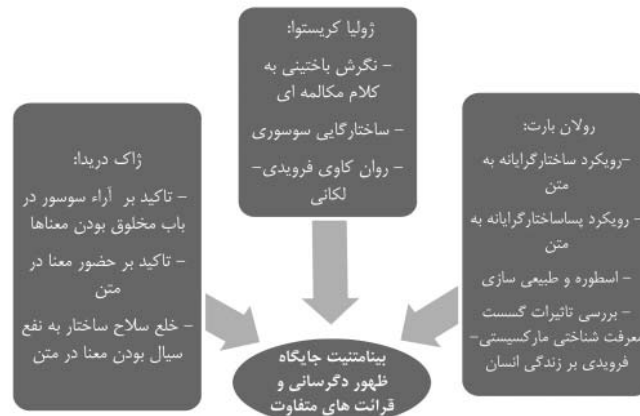 ژولیا کریستوا:
– نگرش باختینی به
کلام مکالمه ای
– ساختارگایی سوسوری
– روان کاوی فرویدی-
لکانی
رولان بارت:
–رویکرد ساختارگرایانه به
متن
– رویکرد پساساختارگرایانه به
متن
– اسطوره و طبیعی سازی
– بررسی تاثیرات گسست
معرفت شناختی مارکسیستی-
فرویدی بر زندگی انسان
ژاک دریدا:
– تاکید بر آراء سوسور در
باب مخلوق بودن معناها
– تاکید بر حضور معنا در
متن
– خلع سلاح ساختار به نفع
سیال بودن معنا در متن
بینامتنیت جایگاه
ظهور دگرسانی و
قرائت های متفاوت